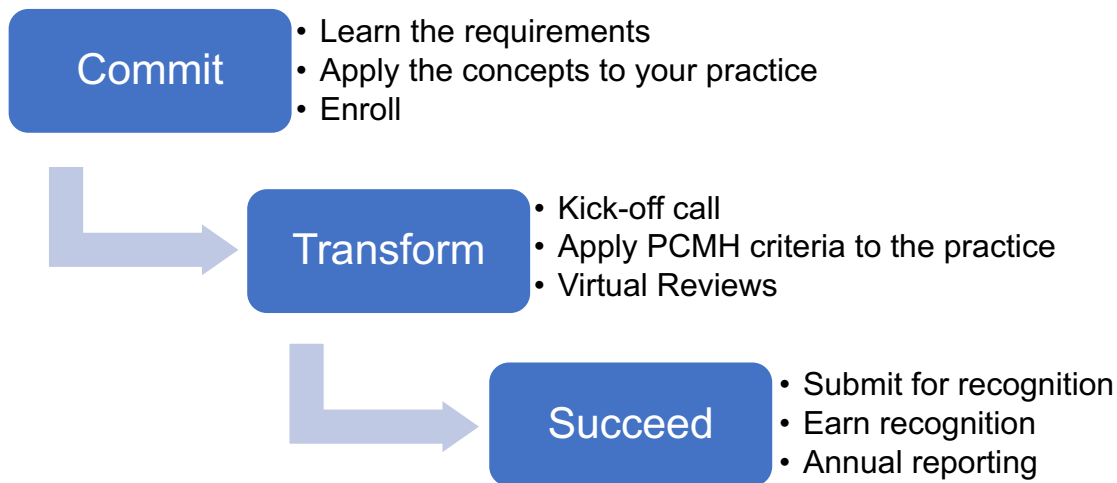 Commit
• Learn the requirements
• Apply the concepts to your practice
• Enroll
Transform
• Kick-off call
• Apply PCMH criteria to the practice
• Virtual Reviews
Succeed
• Submit for recognition
• Earn recognition
• Annual reporting